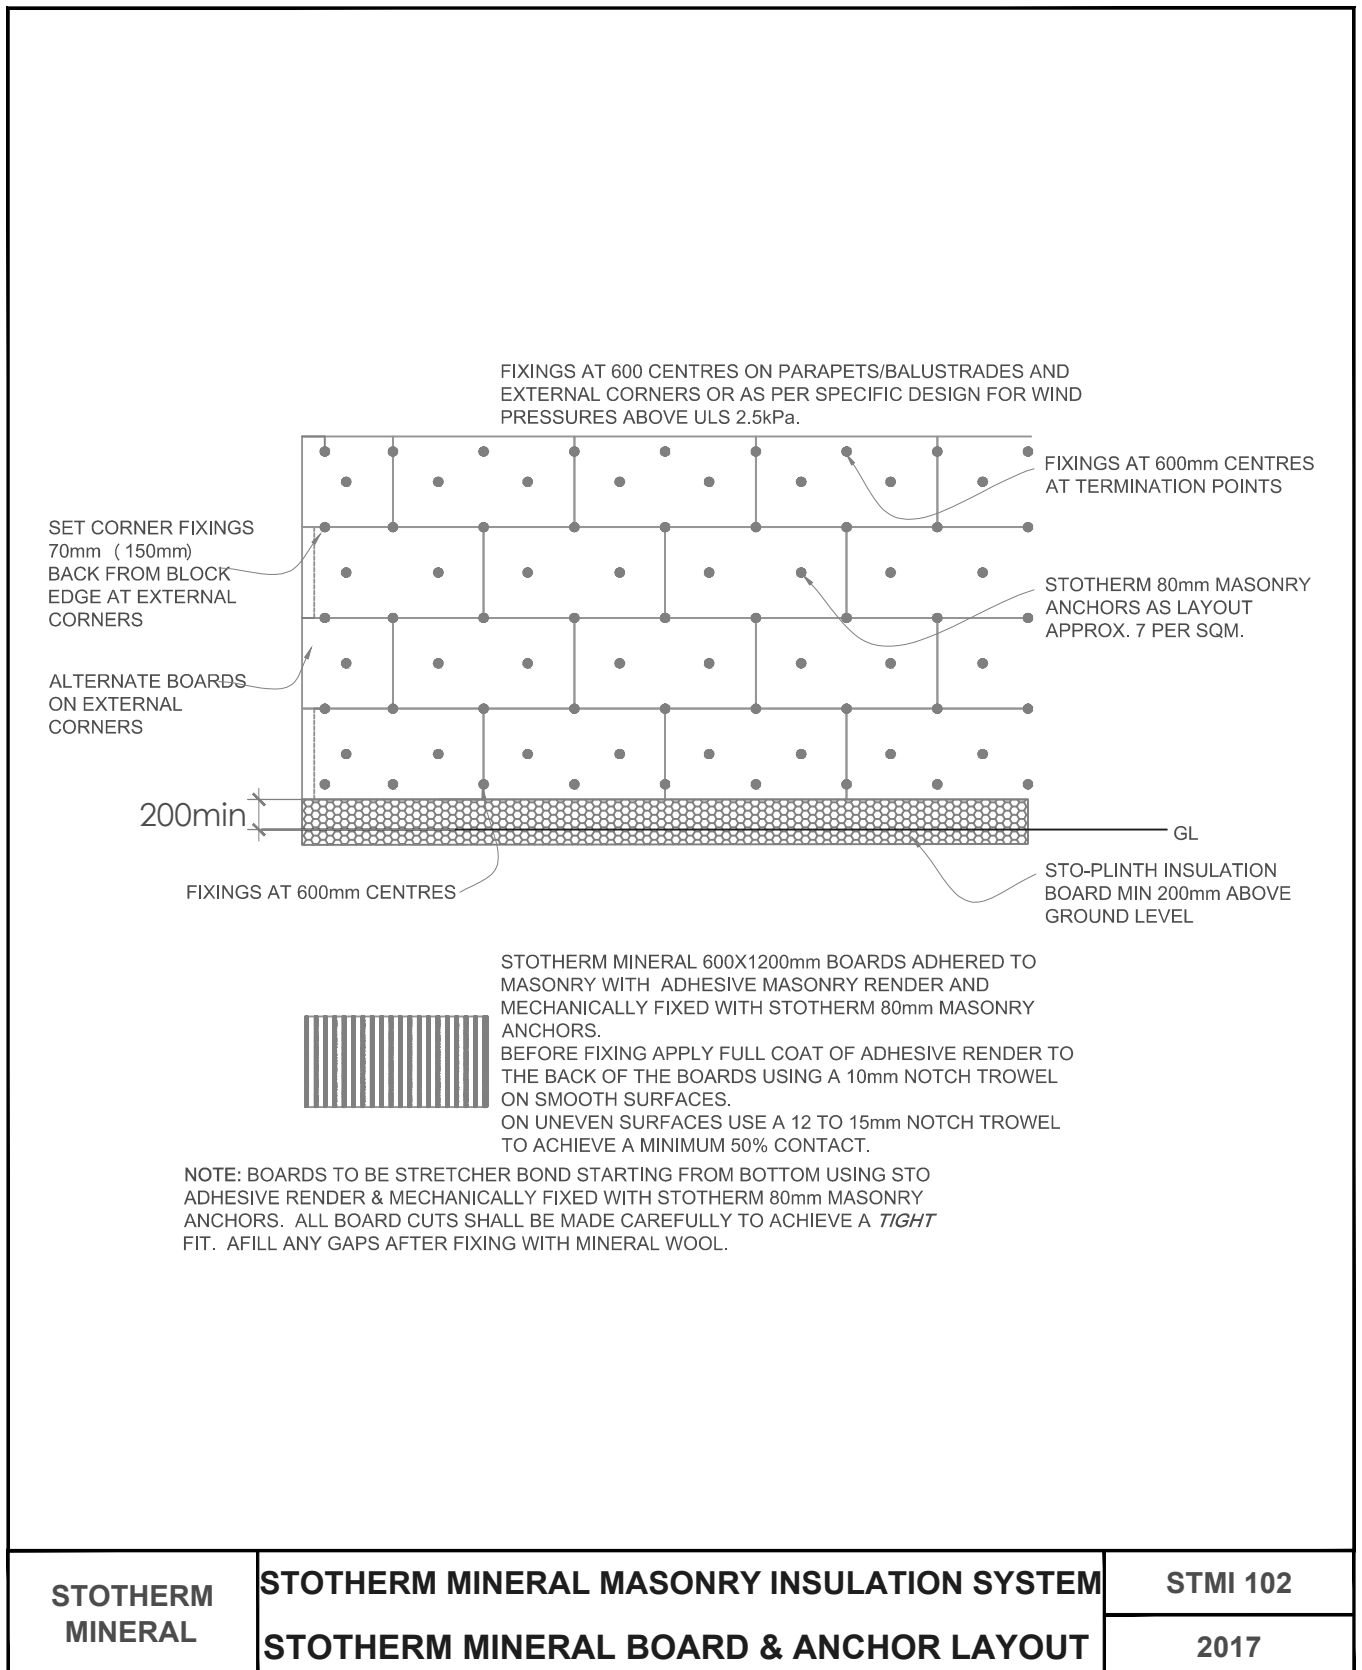 FIXINGS AT 600 CENTRES ON PARAPETS/BALUSTRADES AND
EXTERNAL CORNERS OR AS PER SPECIFIC DESIGN FOR WIND
PRESSURES ABOVE ULS 2.5kPa.
FIXINGS AT 600mm CENTRES
AT TERMINATION POINTS
SET CORNER FIXINGS
70mm ( 150mm)
BACK FROM BLOCK
EDGE AT EXTERNAL
CORNERS
STOTHERM 80mm MASONRY
ANCHORS AS LAYOUT
APPROX. 7 PER SQM.
ALTERNATE BOARDS
ON EXTERNAL
CORNERS
200min
GL
FIXINGS AT 600mm CENTRES
STO-PLINTH INSULATION
BOARD MIN 200mm ABOVE
GROUND LEVEL
STOTHERM MINERAL 600X1200mm BOARDS ADHERED TO
MASONRY WITH ADHESIVE MASONRY RENDER AND
MECHANICALLY FIXED WITH STOTHERM 80mm MASONRY
ANCHORS.
BEFORE FIXING APPLY FULL COAT OF ADHESIVE RENDER TO
THE BACK OF THE BOARDS USING A 10mm NOTCH TROWEL
ON SMOOTH SURFACES.
ON UNEVEN SURFACES USE A 12 TO 15mm NOTCH TROWEL
TO ACHIEVE A MINIMUM 50% CONTACT.
NOTE: BOARDS TO BE STRETCHER BOND STARTING FROM BOTTOM USING STO
ADHESIVE RENDER & MECHANICALLY FIXED WITH STOTHERM 80mm MASONRY
ANCHORS. ALL BOARD CUTS SHALL BE MADE CAREFULLY TO ACHIEVE A TIGHT
FIT. AFILL ANY GAPS AFTER FIXING WITH MINERAL WOOL.
STOTHERM
MINERAL
STOTHERM MINERAL MASONRY INSULATION SYSTEM
STOTHERM MINERAL BOARD & ANCHOR LAYOUT
STMI 102
2017